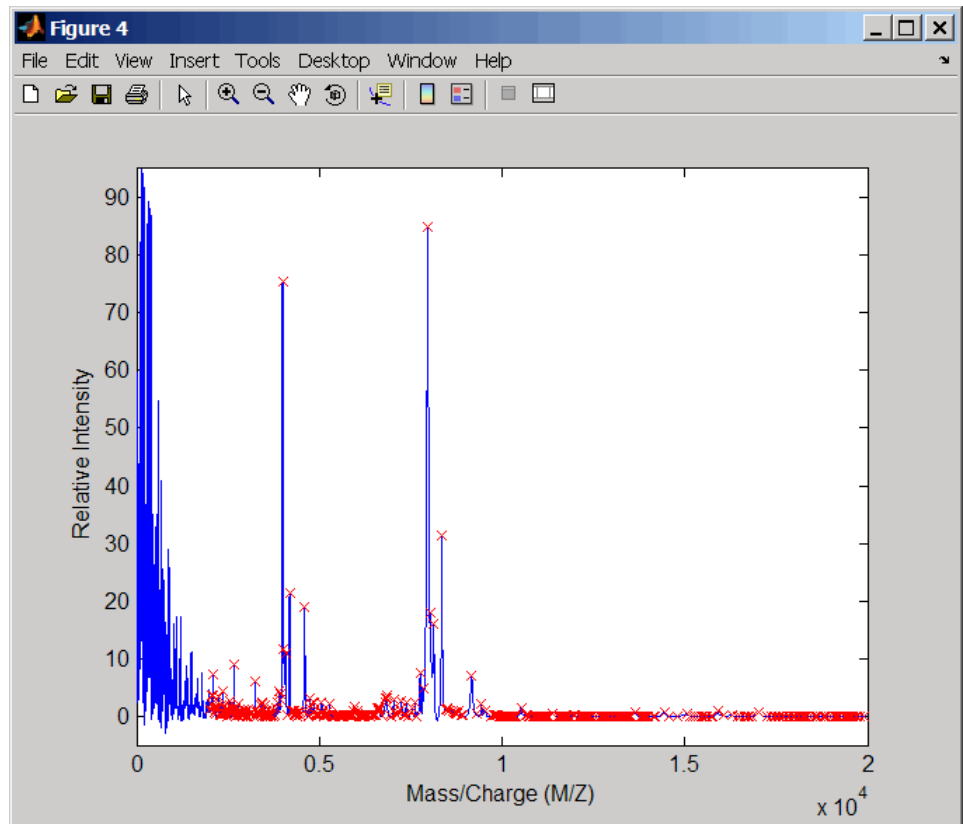 Figure 4
File Edit View Insert Tools Desktop Window Help
90
80
70
60
50
40
30
20
10
0
Relative Intensity
0 0.5 1 1.5 2
Mass/Charge (M/Z)
x 10^4